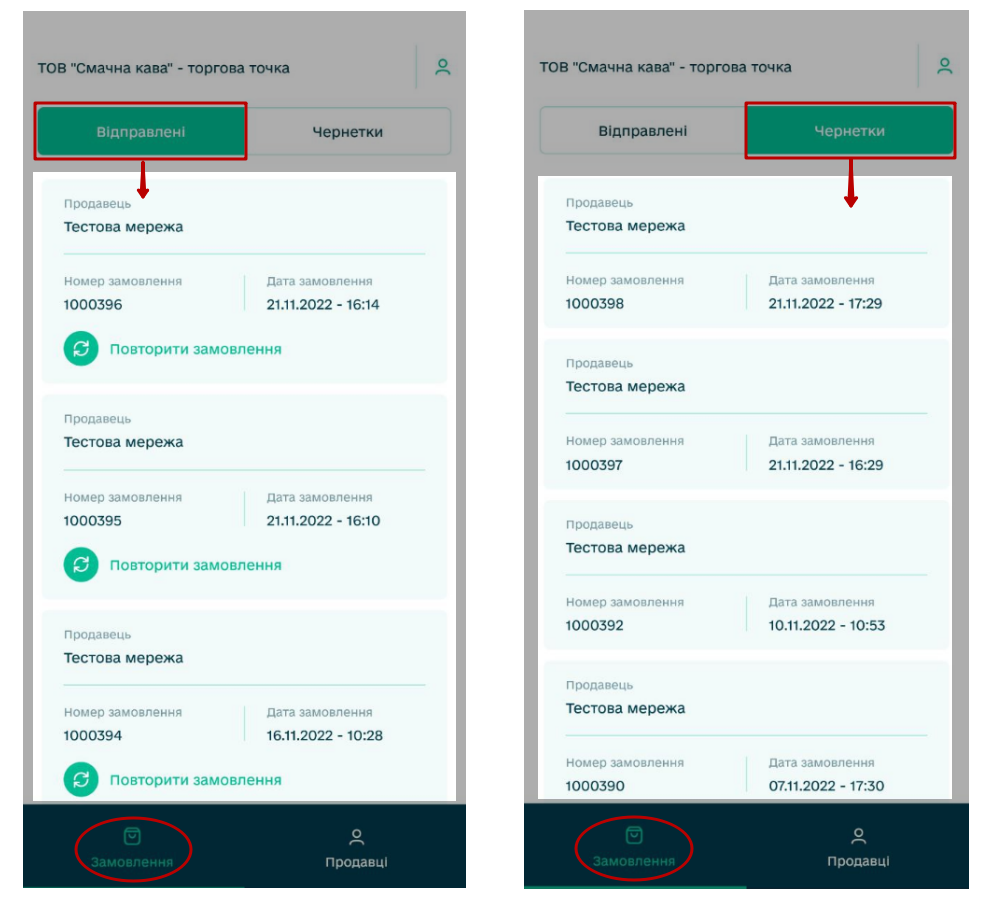 ТОВ "Смачна кава" - торгова точка
Відправлені
Чернетки
Продавець
Тестова мережа
Номер замовлення
Дата замовлення
1000396
21.11.2022 - 16:14
Повторити замовлення
Продавець
Тестова мережа
Номер замовлення
Дата замовлення
1000395
21.11.2022 - 16:10
Повторити замовлення
Продавець
Тестова мережа
Номер замовлення
Дата замовлення
1000394
16.11.2022 - 10:28
Повторити замовлення
Замовлення
Продавці
ТОВ "Смачна кава" - торгова точка
Відправлені
Чернетки
Продавець
Тестова мережа
Номер замовлення
Дата замовлення
1000398
21.11.2022 - 17:29
Продавець
Тестова мережа
Номер замовлення
Дата замовлення
1000397
21.11.2022 - 16:29
Продавець
Тестова мережа
Номер замовлення
Дата замовлення
1000392
10.11.2022 - 10:53
Продавець
Тестова мережа
Номер замовлення
Дата замовлення
1000390
07.11.2022 - 17:30
Замовлення
Продавці